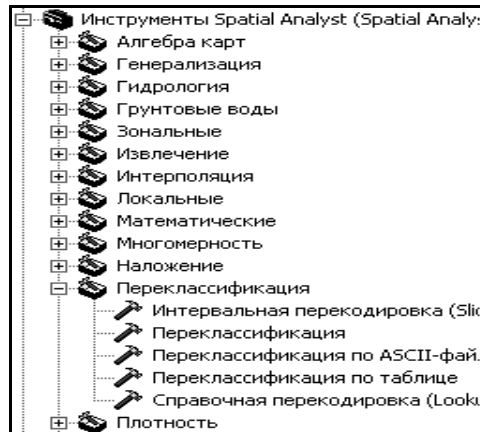 Инструменты Spatial Analyst (Spatial Analys
Алгебра карт
Генерализация
Гидрология
Грунтовые воды
Зональные
Извлечение
Интерполяция
Локальные
Математические
Многомерность
Наложение
Переклассификация
Интервальная перекодировка (Slic
Переклассификация
Переклассификация по ASCII-фай.
Переклассификация по таблице
Справочная перекодировка (Looku
Плотность